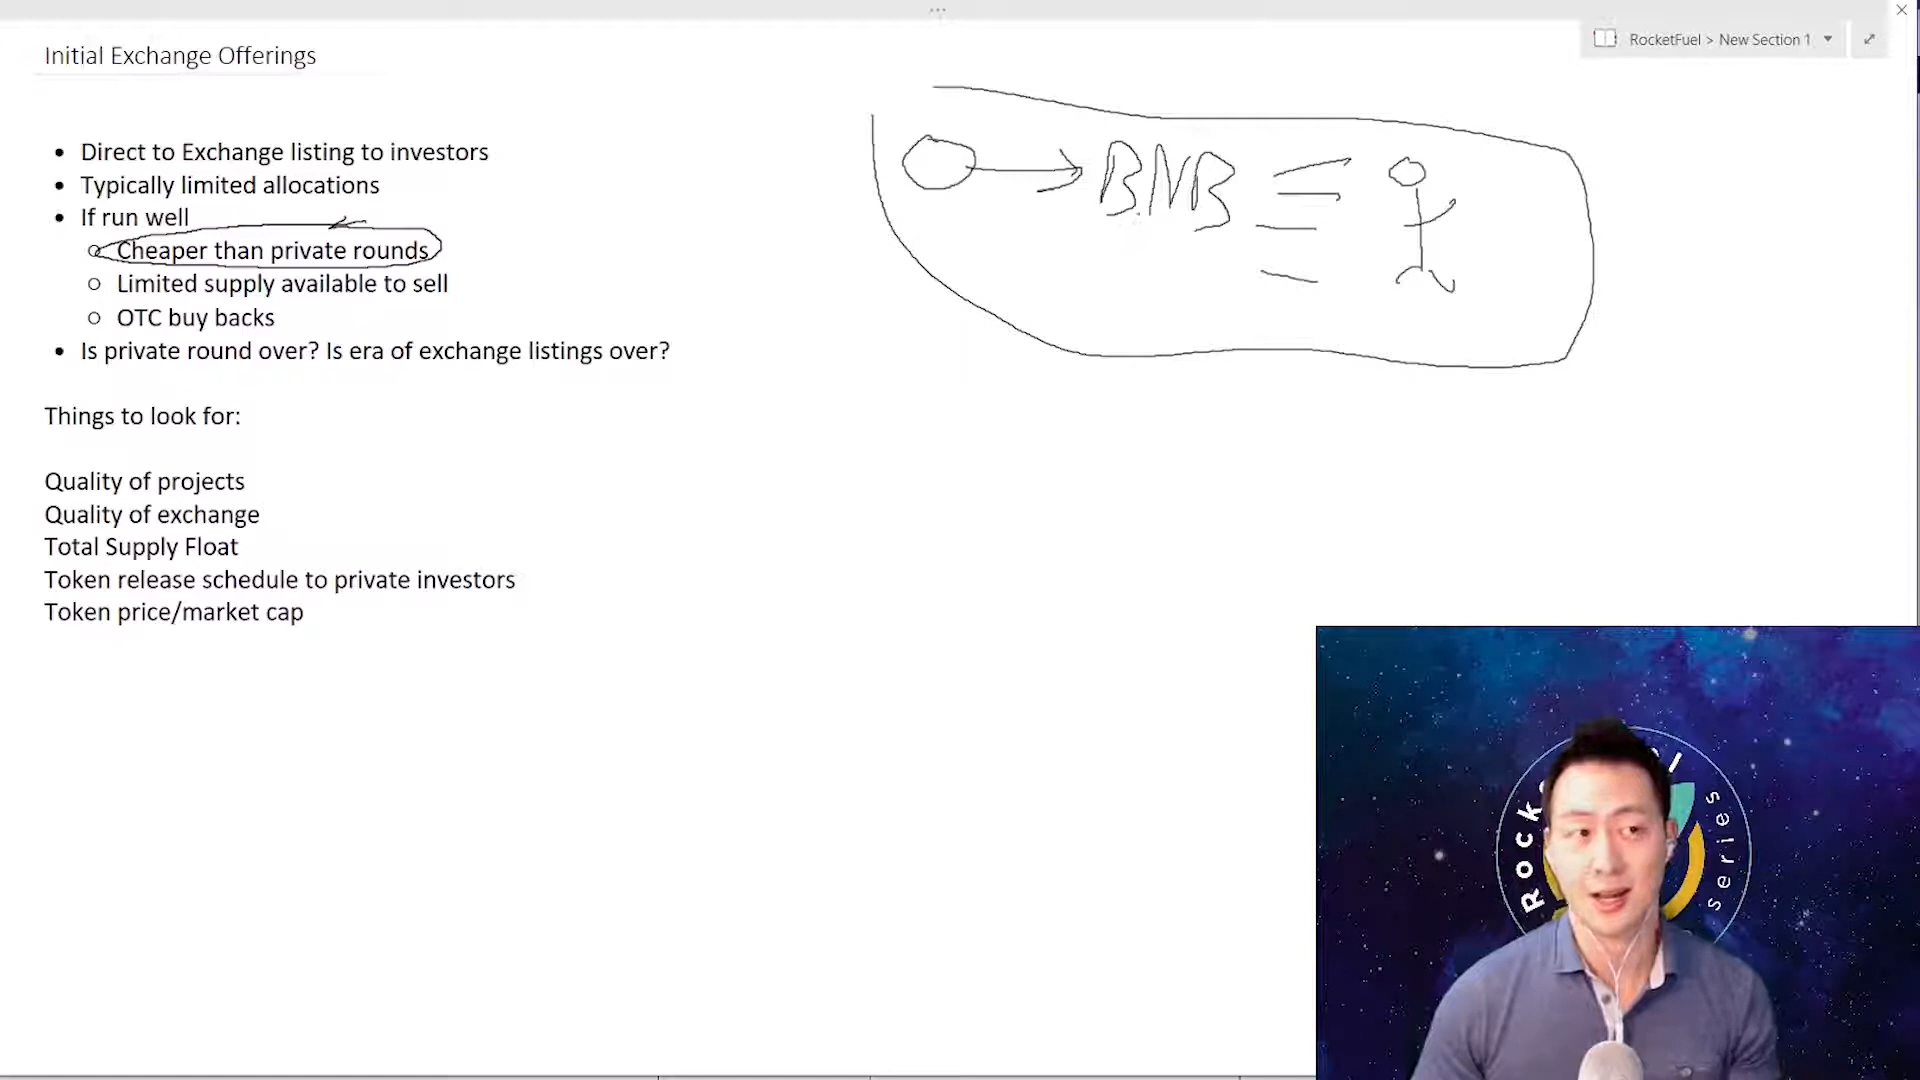 RocketFuel > New Section 1
Initial Exchange Offerings
• Direct to Exchange listing to investors
• Typically limited allocations
• If run well
○ Cheaper than private rounds
○ Limited supply available to sell
○ OTC buy backs
• Is private round over? Is era of exchange listings over?
BNB
Things to look for:
Quality of projects
Quality of exchange
Total Supply Float
Token release schedule to private investors
Token price/market cap
series